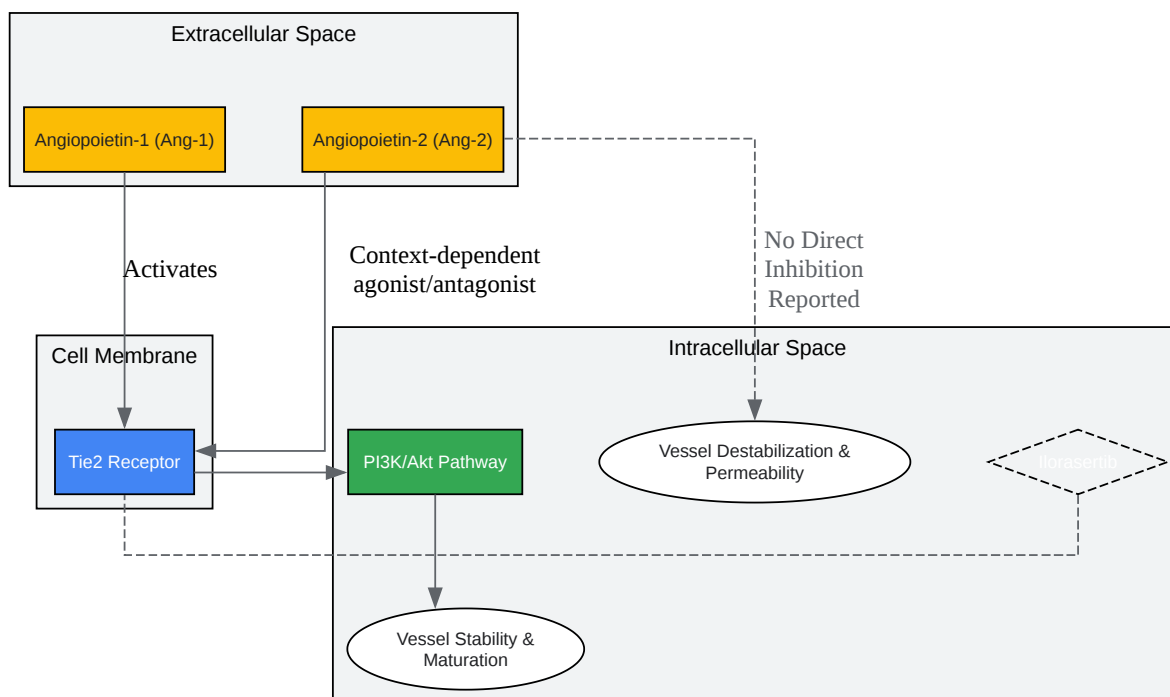 Extracellular Space
Angiopoietin-1 (Ang-1)
Angiopoietin-2 (Ang-2)
Activates
Context-dependent
agonist/antagonist
No Direct
Inhibition
Reported
Cell Membrane
Intracellular Space
Tie2 Receptor
PI3K/Akt Pathway
Vessel Destabilization &
Permeability
Ilorasertib
Vessel Stability &
Maturation